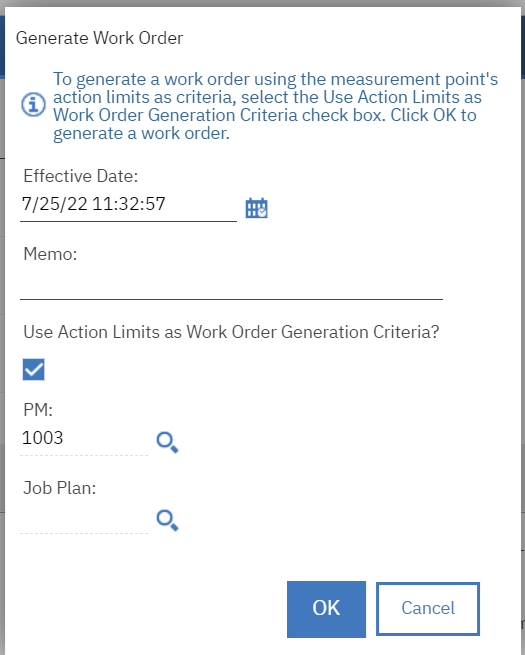 Generate Work Order
To generate a work order using the measurement point's
action limits as criteria, select the Use Action Limits as
Work Order Generation Criteria check box. Click OK to
generate a work order.
Effective Date:
7/25/22 11:32:57
Memo:
Use Action Limits as Work Order Generation Criteria?
PM:
1003
Job Plan:
OK
Cancel